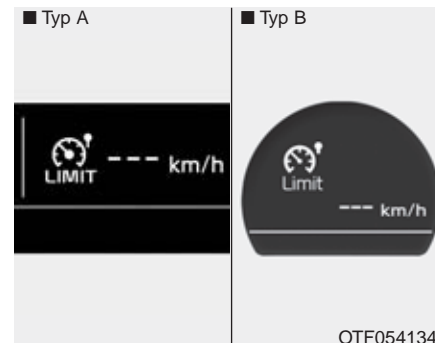 ■ Typ A
LIMIT --- km/h
■ Typ B
Limit
--- km/h
OTF054134